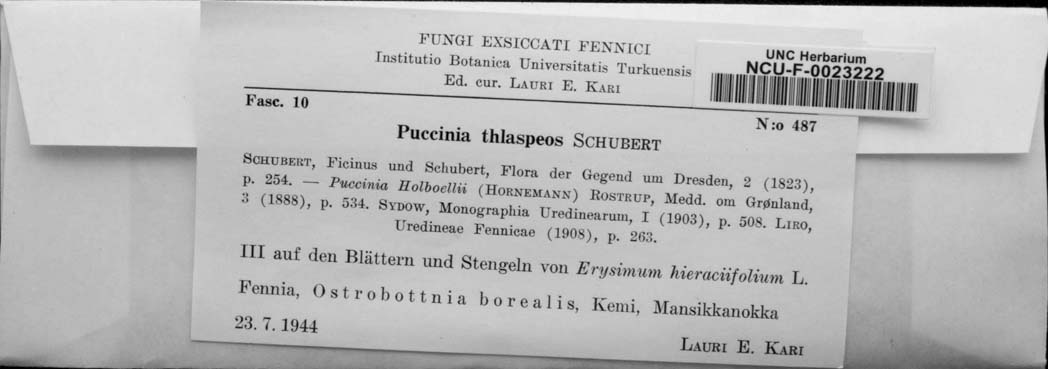 FUNGI EXSICCATI FENNICI
Institutio Botanica Universitatis Turkuensis
Ed. cur. LAURI E. KARI
UNC Herbarium
NCU-F-0023222
Fasc. 10
N:o 487
Puccinia thlaspeos SCHUBERT
SCHUBERT, Ficinus und Schubert, Flora der Gegend um Dresden, 2 (1823),
p. 254. — Puccinia Holboellii (HORNEMANN) ROSTRUP, Medd. om Grønland,
3 (1888), p. 534. SYDOW, Monographia Uredinearum, I (1903), p. 508. LIRO,
Uredineae Fennicae (1908), p. 263.
III auf den Blättern und Stengeln von Erysimum hieraciifolium L.
Fennia, Ostrobottnia borealis, Kemi, Mansikkanokka
23. 7. 1944
LAURI E. KARI